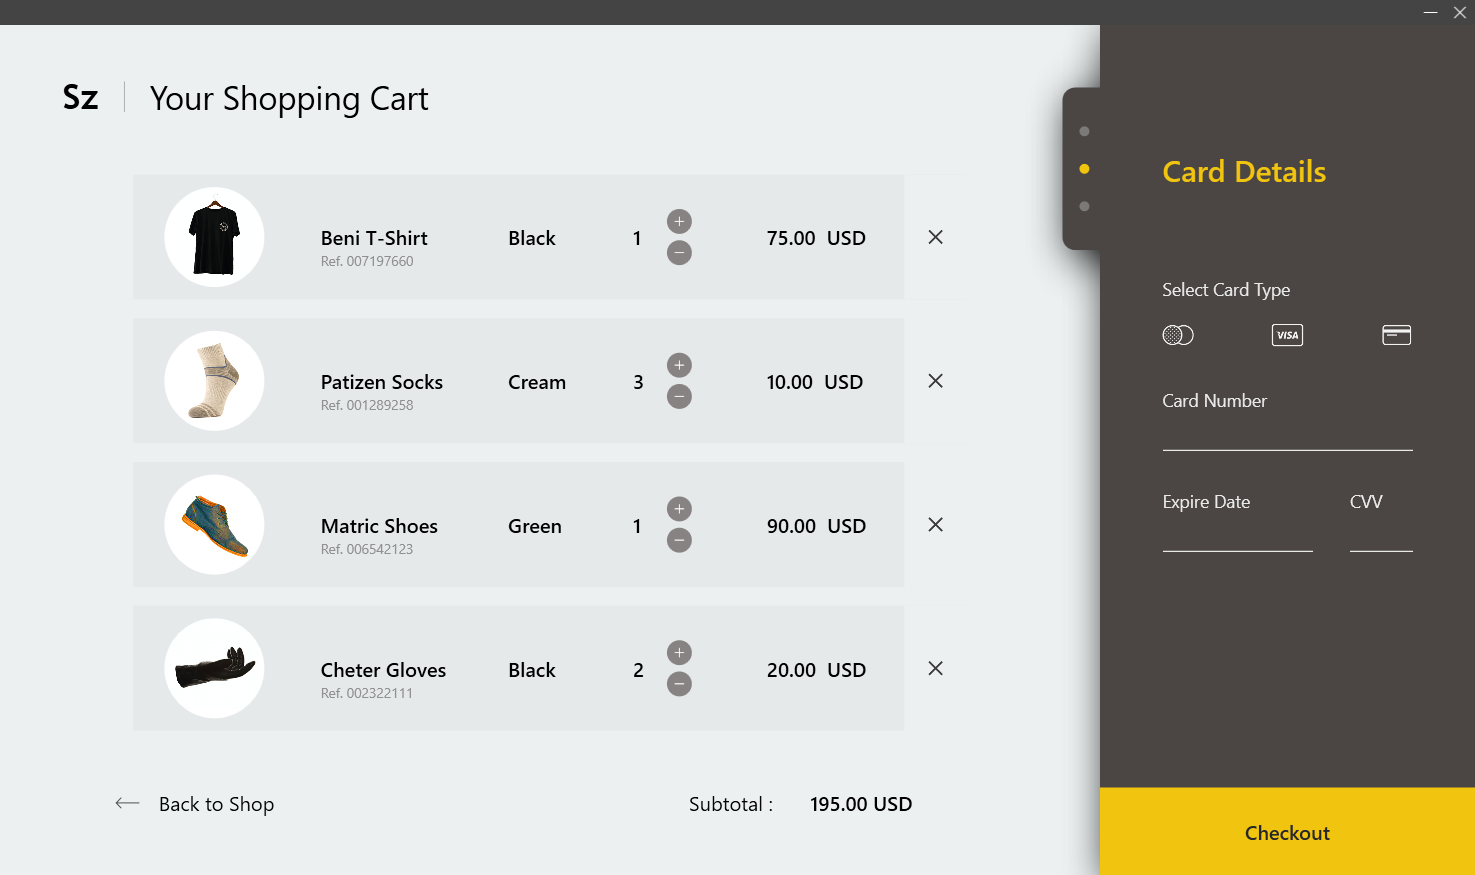 Sz
Your Shopping Cart
Beni T-Shirt
Ref. 007197660
Black
1
75.00 USD
Patizen Socks
Ref. 001289258
Cream
3
10.00 USD
Matric Shoes
Ref. 006542123
Green
1
90.00 USD
Cheter Gloves
Ref. 002322111
Black
2
20.00 USD
Back to Shop
Subtotal : 195.00 USD
Card Details
Select Card Type
VISA
Card Number
Expire Date
CVV
Checkout